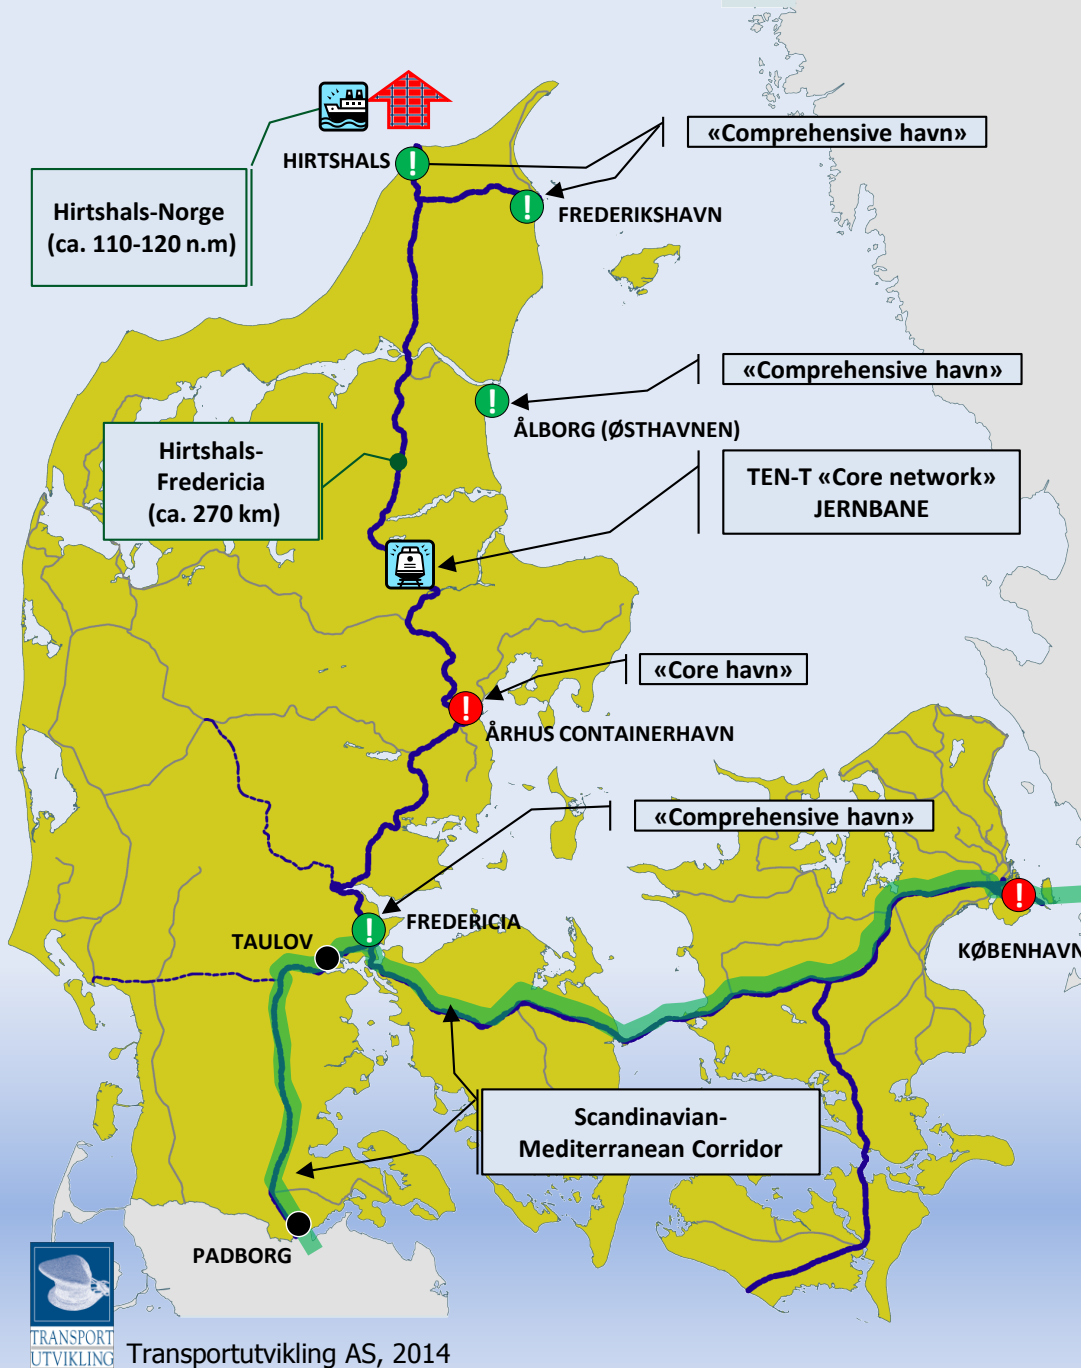 «Comprehensive havn»
HIRTSHALS
Hirtshals-Norge
(ca. 110-120 n.m)
FREDERIKSHAVN
«Comprehensive havn»
ÅLBORG (ØSTHAVNEN)
Hirtshals-
Fredericia
(ca. 270 km)
TEN-T «Core network»
JERNBANE
«Core havn»
ÅRHUS CONTAINERHAVN
«Comprehensive havn»
FREDERICIA
TAULOV
KØBENHAVN
Scandinavian-
Mediterranean Corridor
PADBORG
TRANSPORT
UTVIKLING
Transportutvikling AS, 2014